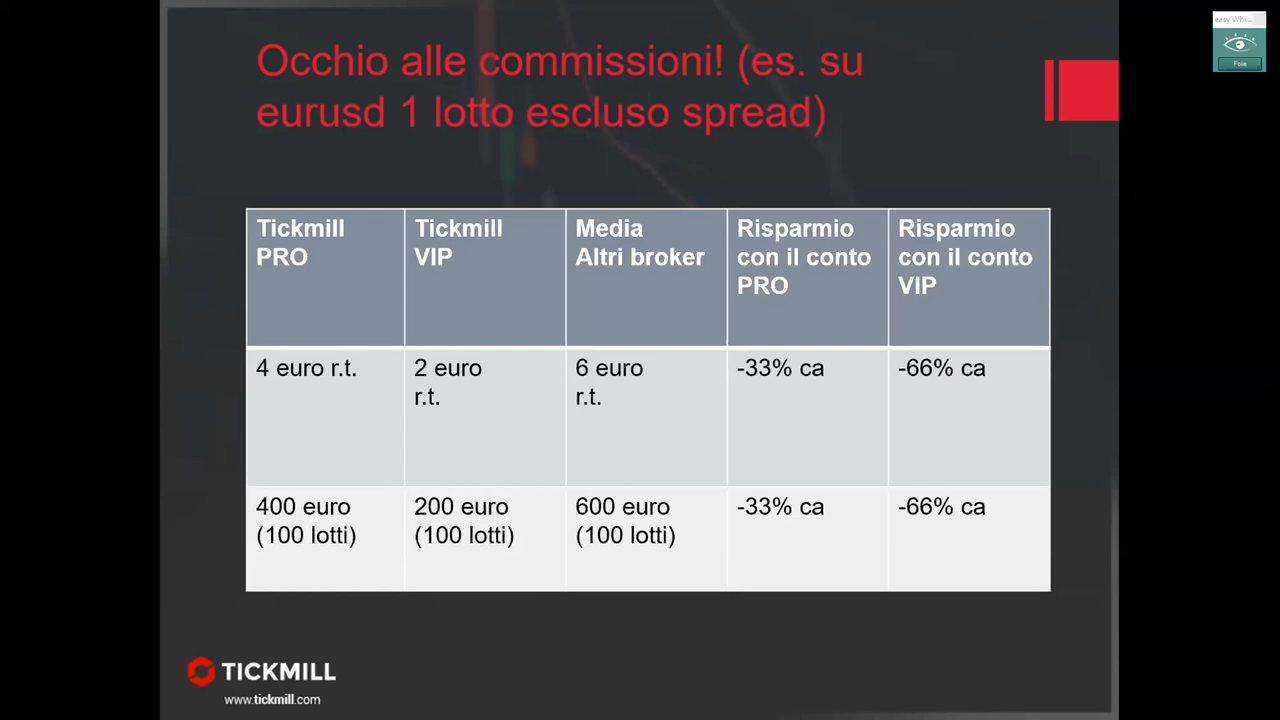 Occhio alle commissioni! (es. su
eurusd 1 lotto escluso spread)
easy Whi...
Foia
Tickmill
PRO
Tickmill
VIP
Media
Altri broker
Risparmio
con il conto
PRO
Risparmio
con il conto
VIP
4 euro r.t.
2 euro
r.t.
6 euro
r.t.
-33% ca
-66% ca
400 euro
(100 lotti)
200 euro
(100 lotti)
600 euro
(100 lotti)
-33% ca
-66% ca
TICKMILL
www.tickmill.com